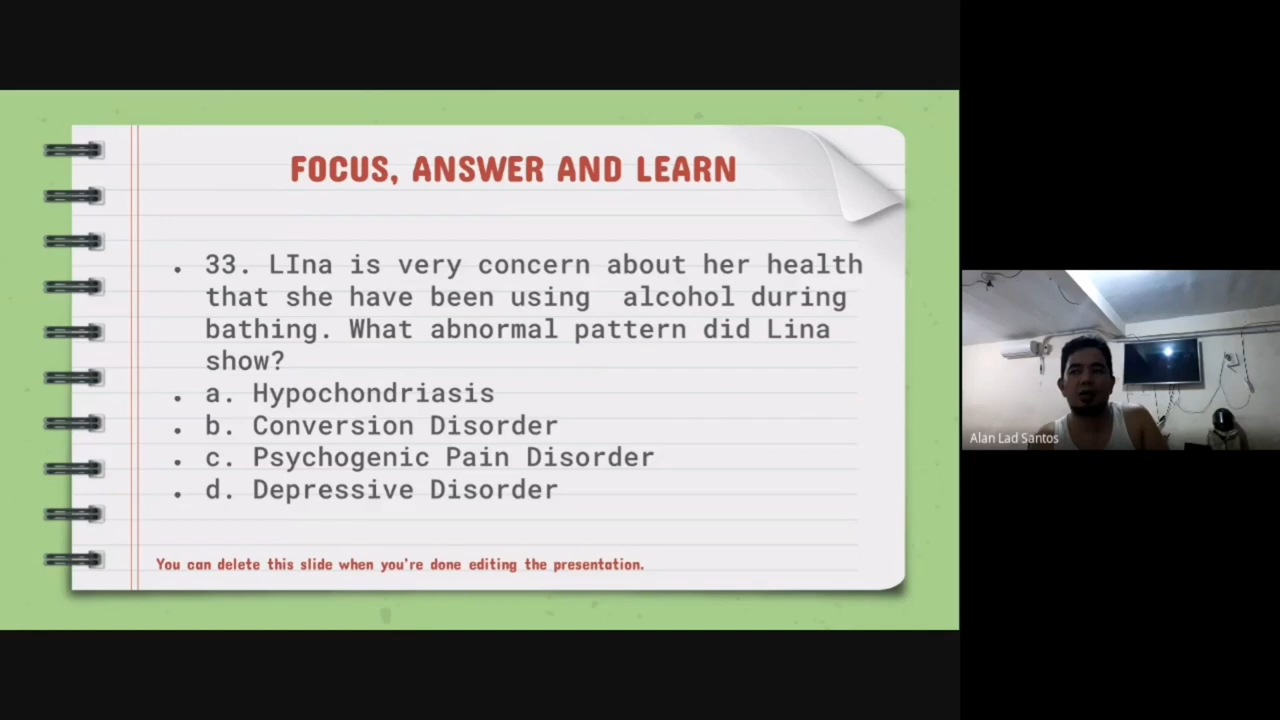 FOCUS, ANSWER AND LEARN
33. LIna is very concern about her health
that she have been using alcohol during
bathing. What abnormal pattern did Lina
show?
a. Hypochondriasis
b. Conversion Disorder
c. Psychogenic Pain Disorder
d. Depressive Disorder
You can delete this slide when you're done editing the presentation.
Alan Lad Santos